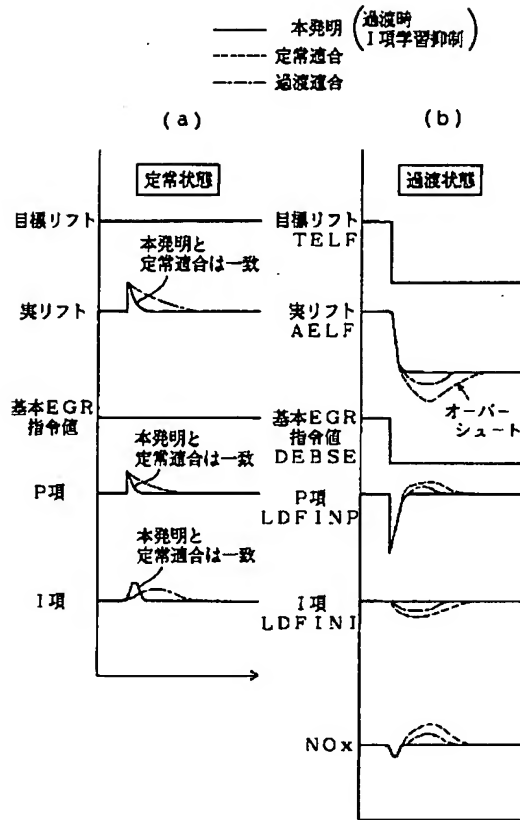 本発明(過渡時
I項学習抑制)
定常適合
過渡適合
(a)
定常状態
目標リフト
本発明と
定常適合は一致
実リフト
基本EGR
指令値
本発明と
定常適合は一致
P項
本発明と
定常適合は一致
I項
(b)
過渡状態
目標リフト
TELF
実リフト
AELF
オーバー
シュート
基本EGR
指令値
DEBSE
P項
LDFINP
I項
LDFINI
NOx